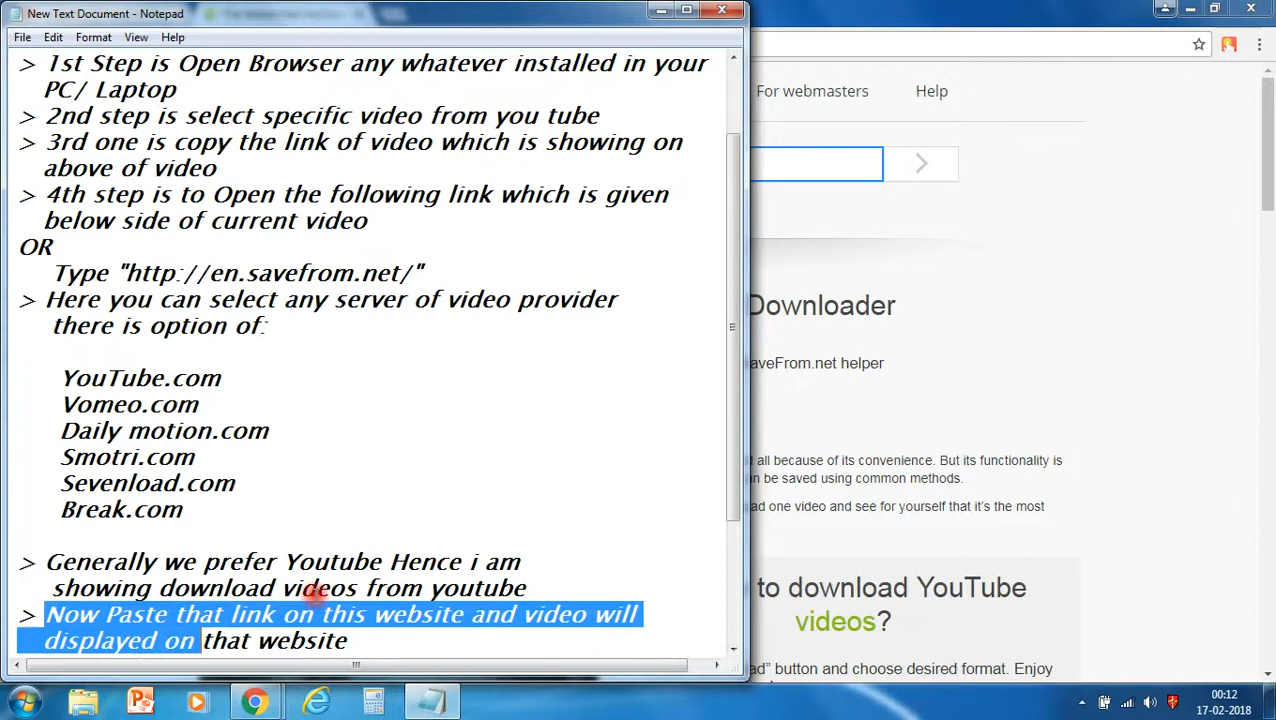 New Text Document - Notepad
File Edit Format View Help
> 1st Step is Open Browser any whatever installed in your
PC/ Laptop
> 2nd step is select specific video from you tube
> 3rd one is copy the link of video which is showing on
above of video
> 4th step is to Open the following link which is given
below side of current video
OR
Type "http://en.savefrom.net/"
> Here you can select any server of video provider
there is option of:
YouTube.com
Vomeo.com
Daily motion.com
Smotri.com
Sevenload.com
Break.com
> Generally we prefer Youtube Hence i am
showing download videos from youtube
> Now Paste that link on this website and video will
displayed on that website
For webmasters Help
Downloader
aveFrom.net helper
all because of its convenience. But its functionality is
n be saved using common methods.
ad one video and see for yourself that it's the most
to download YouTube
videos?
ad" button and choose desired format. Enjoy
00:12
17-02-2018